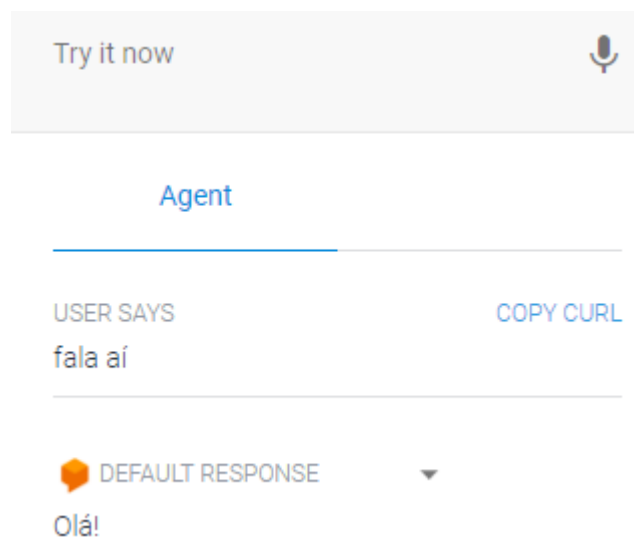 Try it now
Agent
USER SAYS COPY CURL
fala aí
DEFAULT RESPONSE
Olá!